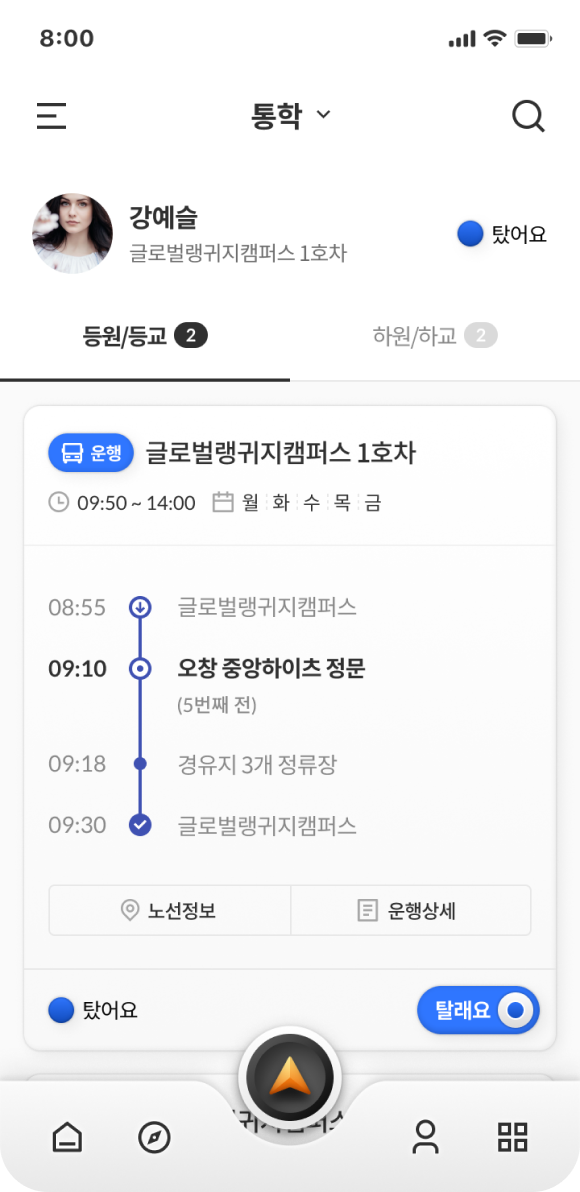 8:00
통학
강예슬
글로벌랭귀지캠퍼스 1호차
탔어요
등원/등교 2
하원/하교 2
운행 글로벌랭귀지캠퍼스 1호차
09:50 ~ 14:00 월 화 수 목 금
08:55 글로벌랭귀지캠퍼스
09:10 오창 중앙하이츠 정문
(5번째 전)
09:18 경유지 3개 정류장
09:30 글로벌랭귀지캠퍼스
노선정보
운행상세
탔어요
탈래요